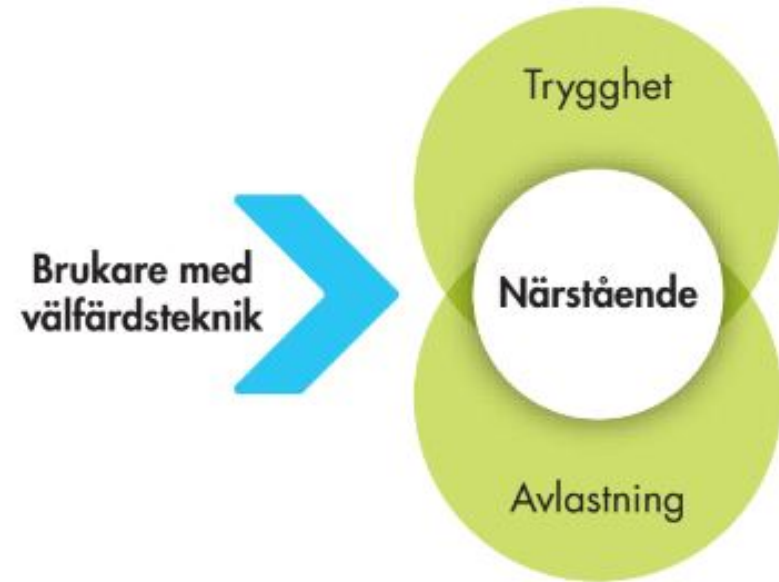 Trygghet
Brukare med
välfärdsteknik
Närstående
Avlastning